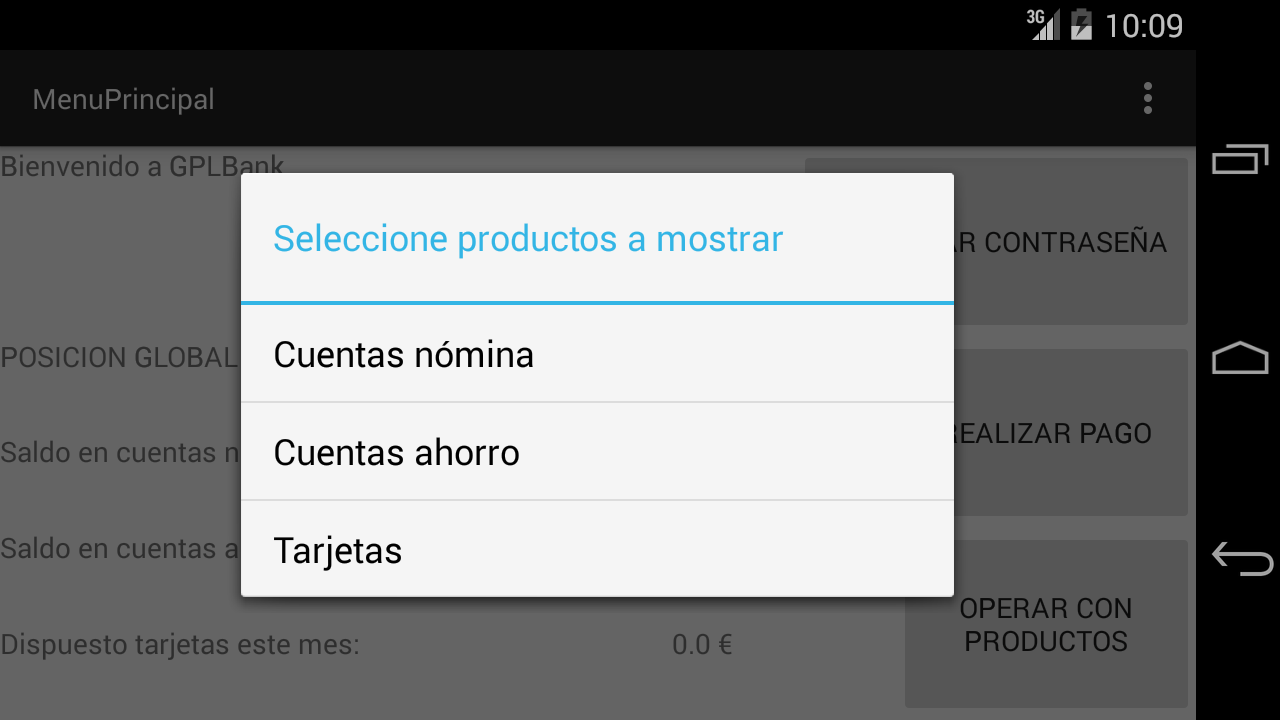 3G 10:09
MenuPrincipal
Bienvenido a GPLBank
Seleccione productos a mostrar
Cuentas nómina
Cuentas ahorro
Tarjetas
CONTRASEÑA
POSICION GLOBAL
REALIZAR PAGO
Saldo en cuentas
Saldo en cuentas
OPERAR CON
PRODUCTOS
Dispuesto tarjetas este mes: 0.0 €